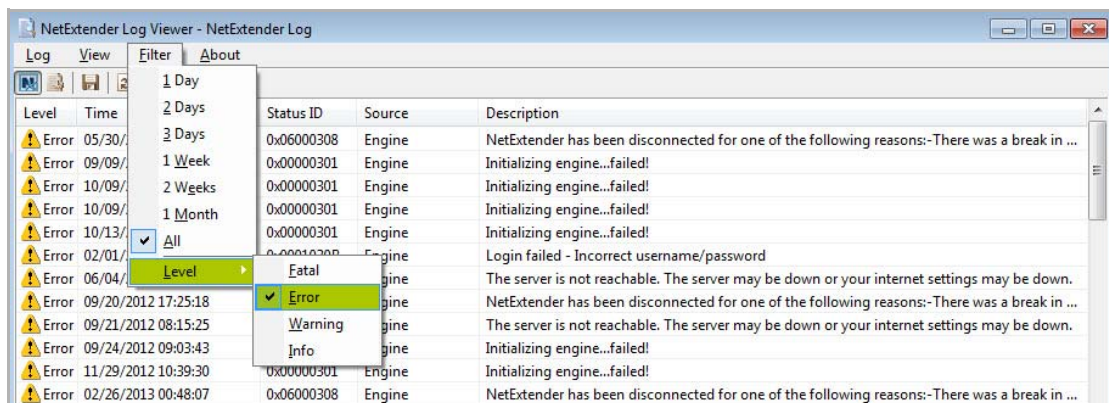 NetExtender Log Viewer - NetExtender Log
Log View Filter About
1 Day
2 Days
3 Days
1 Week
2 Weeks
1 Month
All
Level
Fatal
Error
Warning
Info
Level Time Status ID Source Description
Error 05/30/ 0x06000308 Engine NetExtender has been disconnected for one of the following reasons:-There was a break in ...
Error 09/09/ 0x00000301 Engine Initializing engine...failed!
Error 10/09/ 0x00000301 Engine Initializing engine...failed!
Error 10/09/ 0x00000301 Engine Initializing engine...failed!
Error 10/13/ 0x00000301 Engine Initializing engine...failed!
Error 02/01/ Engine Login failed - Incorrect username/password
Error 06/04/ gine The server is not reachable. The server may be down or your internet settings may be down.
Error 09/20/2012 17:25:18 gine NetExtender has been disconnected for one of the following reasons:-There was a break in ...
Error 09/21/2012 08:15:25 gine The server is not reachable. The server may be down or your internet settings may be down.
Error 09/24/2012 09:03:43 gine Initializing engine...failed!
Error 11/29/2012 10:39:30 0x00000301 Engine Initializing engine...failed!
Error 02/26/2013 00:48:07 0x06000308 Engine NetExtender has been disconnected for one of the following reasons:-There was a break in ...